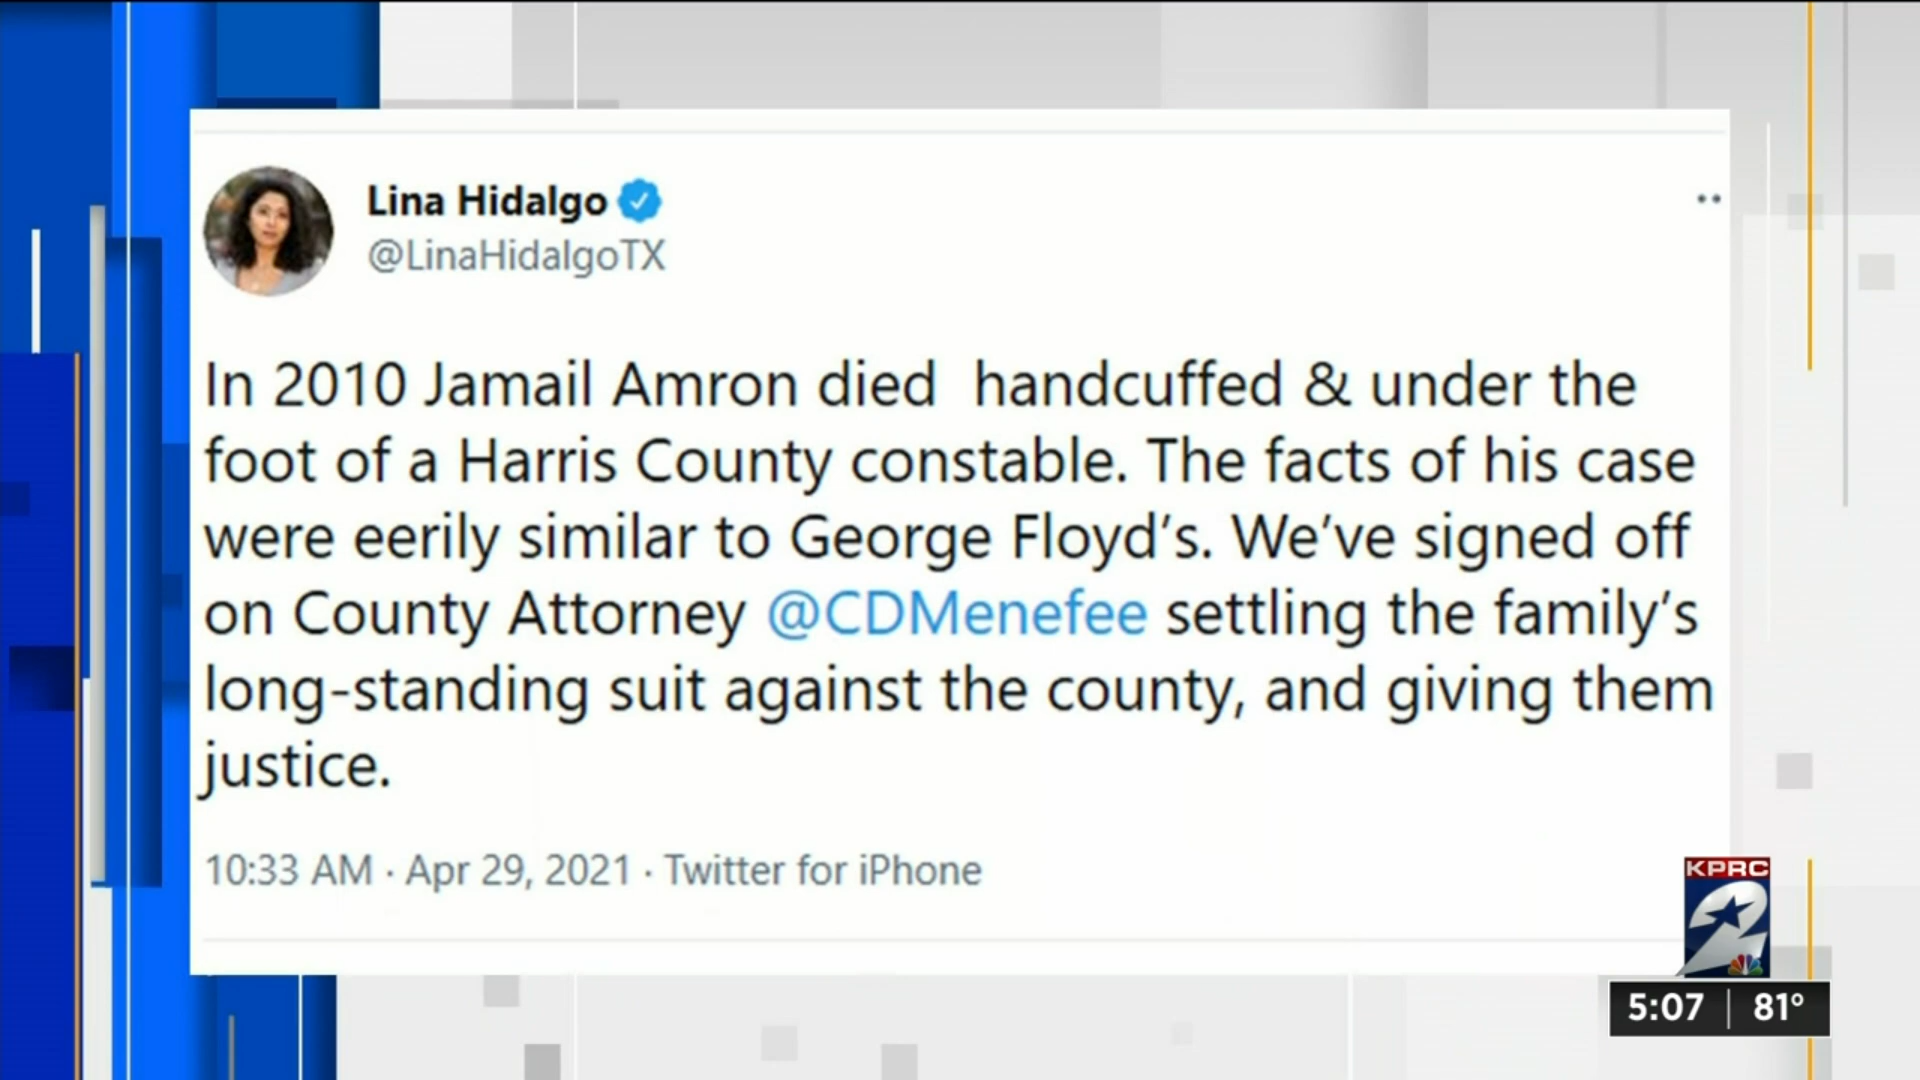 Lina Hidalgo
@LinaHidalgoTX
In 2010 Jamail Amron died  handcuffed & under the
foot of a Harris County constable. The facts of his case
were eerily similar to George Floyd’s. We’ve signed off
on County Attorney @CDMenefee settling the family’s
long-standing suit against the county, and giving them
justice.
10:33 AM · Apr 29, 2021 · Twitter for iPhone
KPRC
2
5:07 | 81°